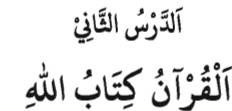 اَلدَّرْسُ الثَّانِيْ
اَلْقُرْآنُ كِتَابُ اللهِ